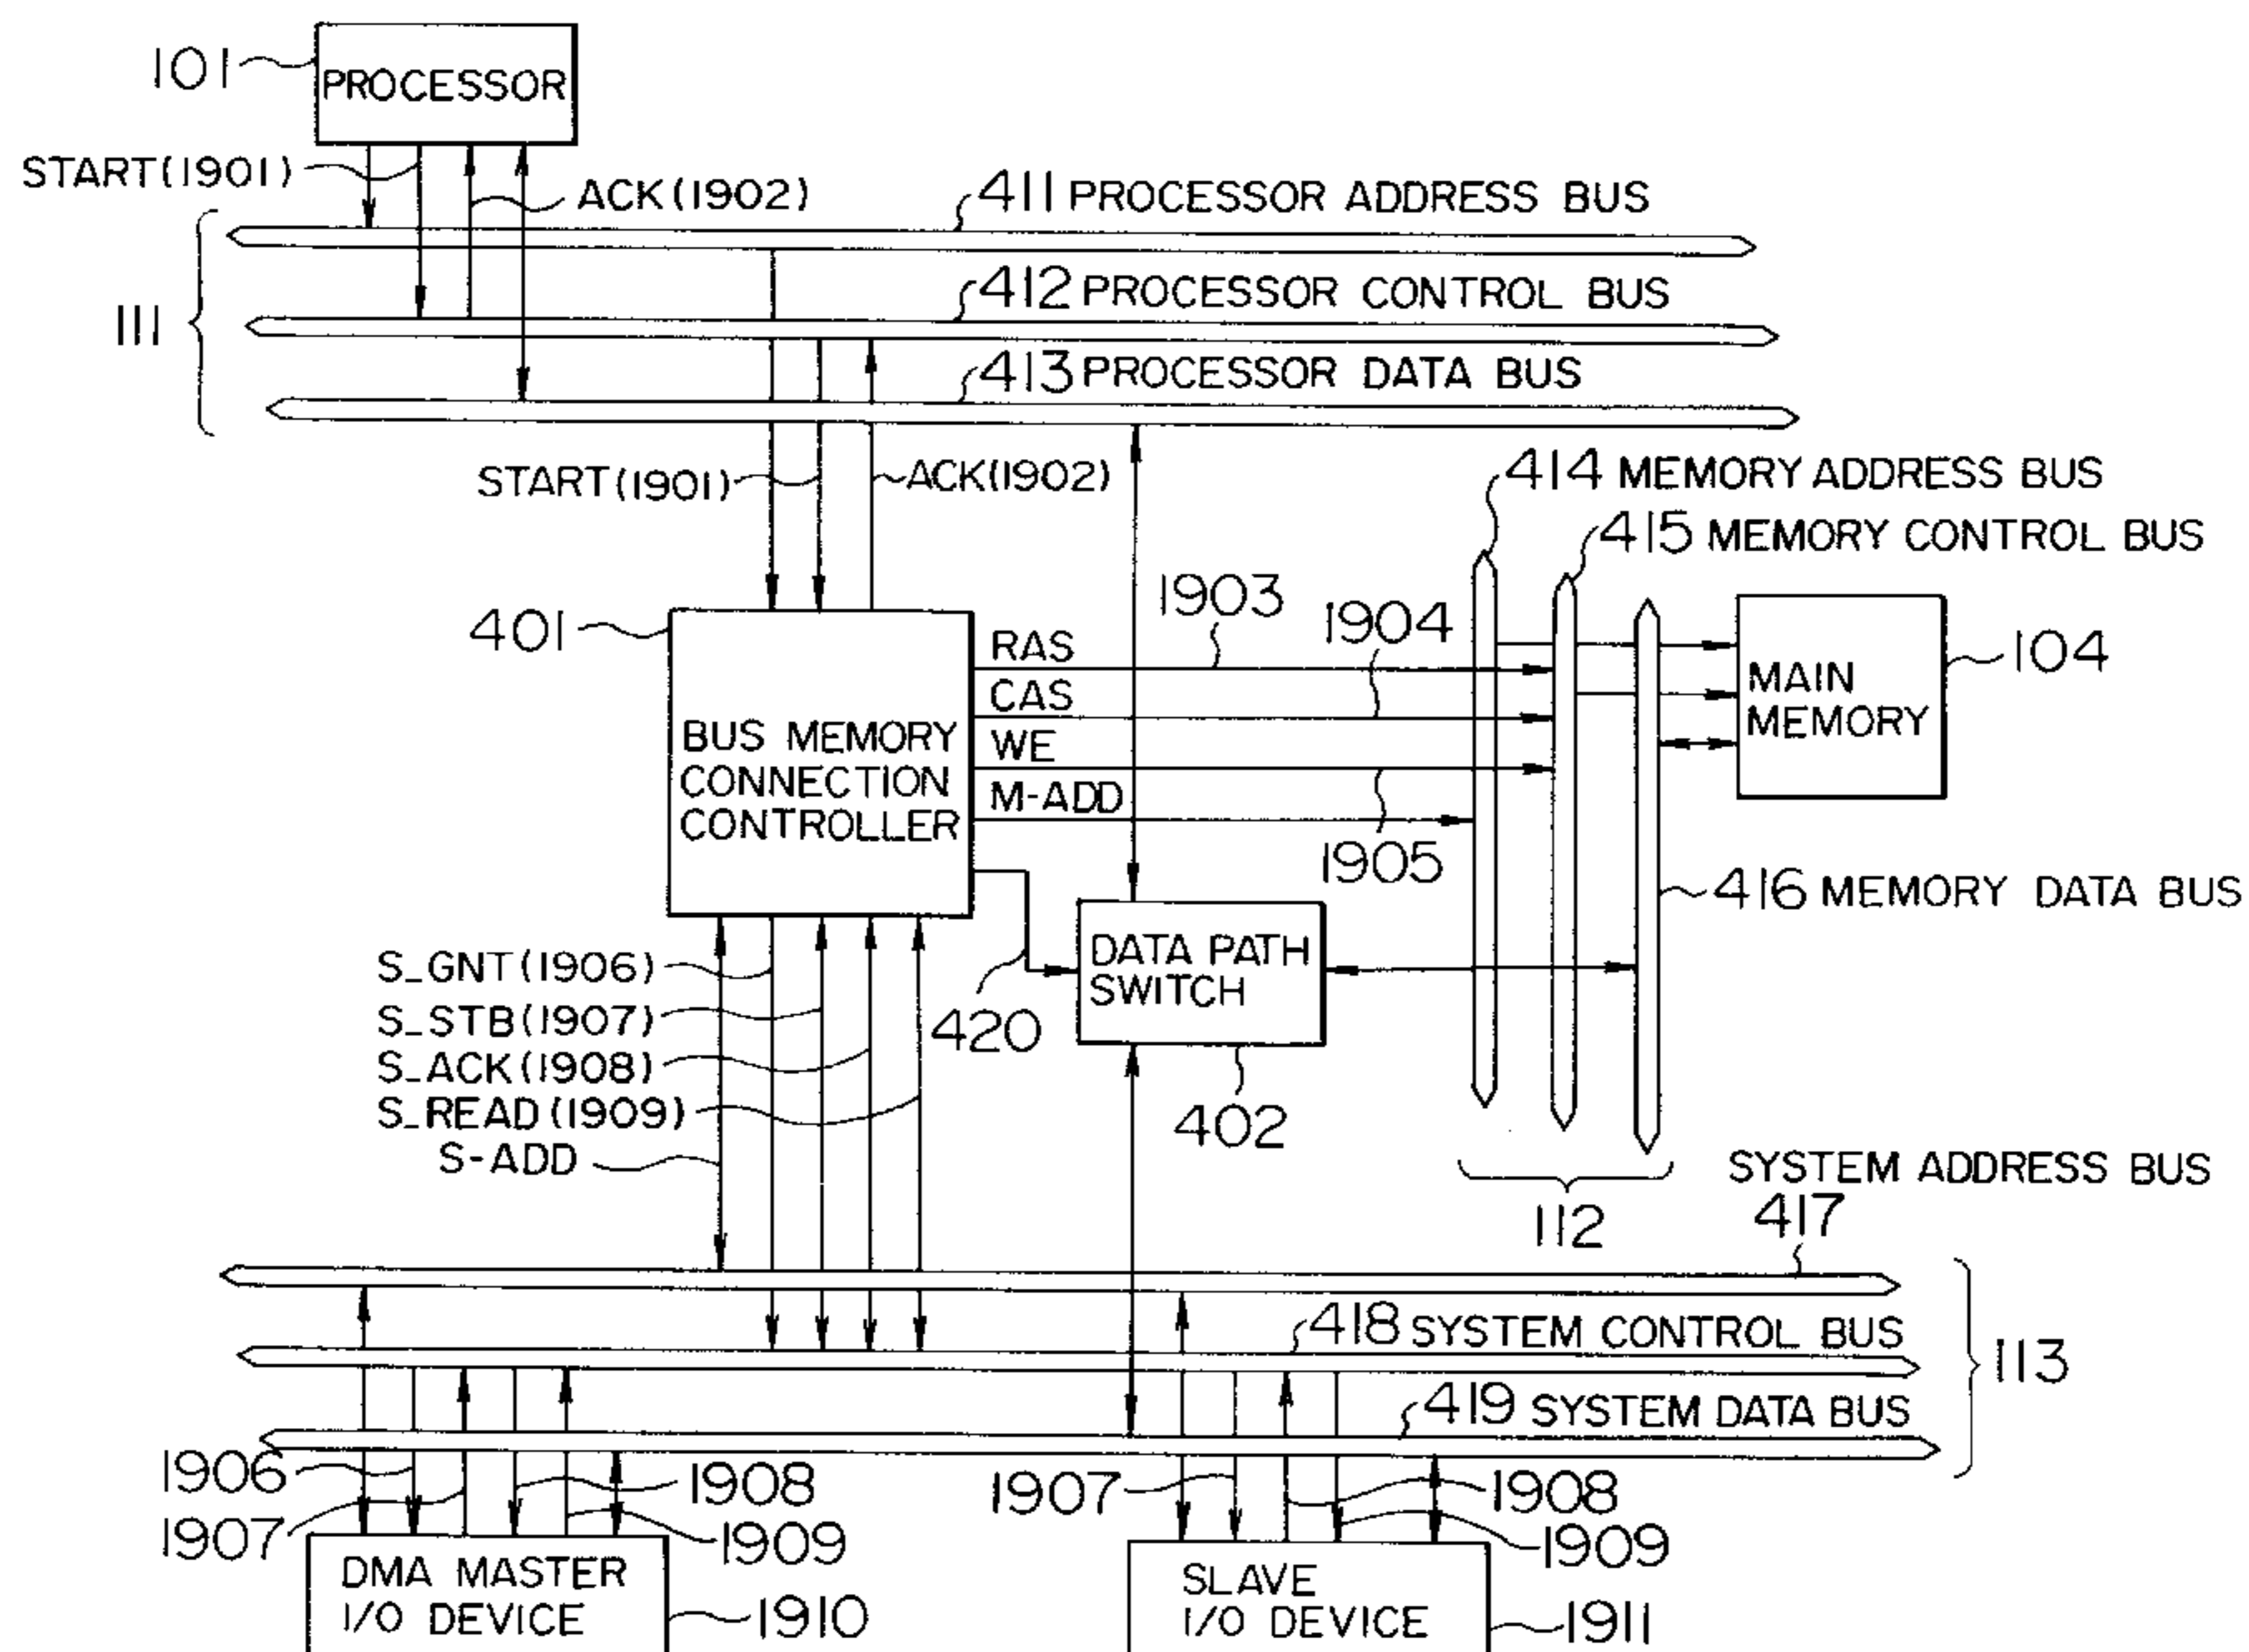 101
PROCESSOR
START(1901)
ACK(1902)
411 PROCESSOR ADDRESS BUS
412 PROCESSOR CONTROL BUS
111
413 PROCESSOR DATA BUS
START(1901)
ACK(1902)
414 MEMORY ADDRESS BUS
415 MEMORY CONTROL BUS
1903
1904
401
RAS
CAS
WE
M-ADD
BUS MEMORY
CONNECTION
CONTROLLER
MAIN
MEMORY
104
1905
416 MEMORY DATA BUS
DATA PATH
SWITCH
420
402
S_GNT(1906)
S_STB(1907)
S_ACK(1908)
S_READ(1909)
S-ADD
112
SYSTEM ADDRESS BUS
417
418 SYSTEM CONTROL BUS
113
419 SYSTEM DATA BUS
1906
1907
1908
1909
1907
1908
1909
DMA MASTER
I/O DEVICE
1910
SLAVE
I/O DEVICE
1911